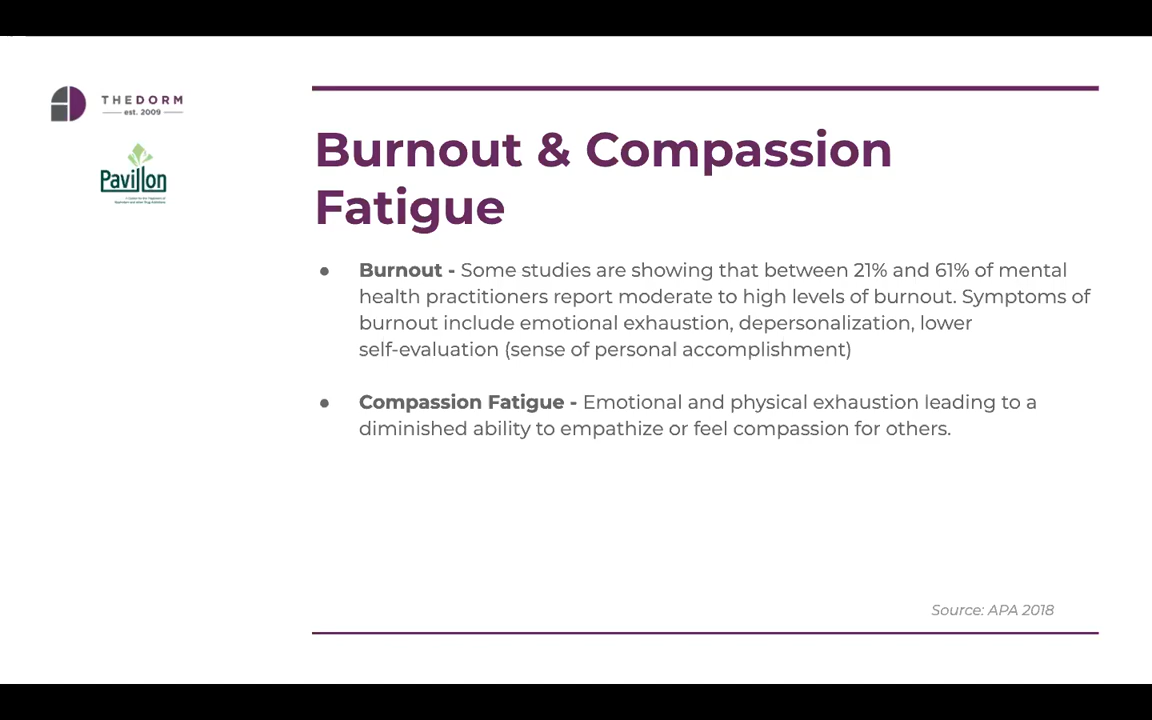 THEDORM
est. 2009
Pavillon
Burnout & Compassion
Fatigue
● Burnout - Some studies are showing that between 21% and 61% of mental
health practitioners report moderate to high levels of burnout. Symptoms of
burnout include emotional exhaustion, depersonalization, lower
self-evaluation (sense of personal accomplishment)
● Compassion Fatigue - Emotional and physical exhaustion leading to a
diminished ability to empathize or feel compassion for others.
Source: APA 2018